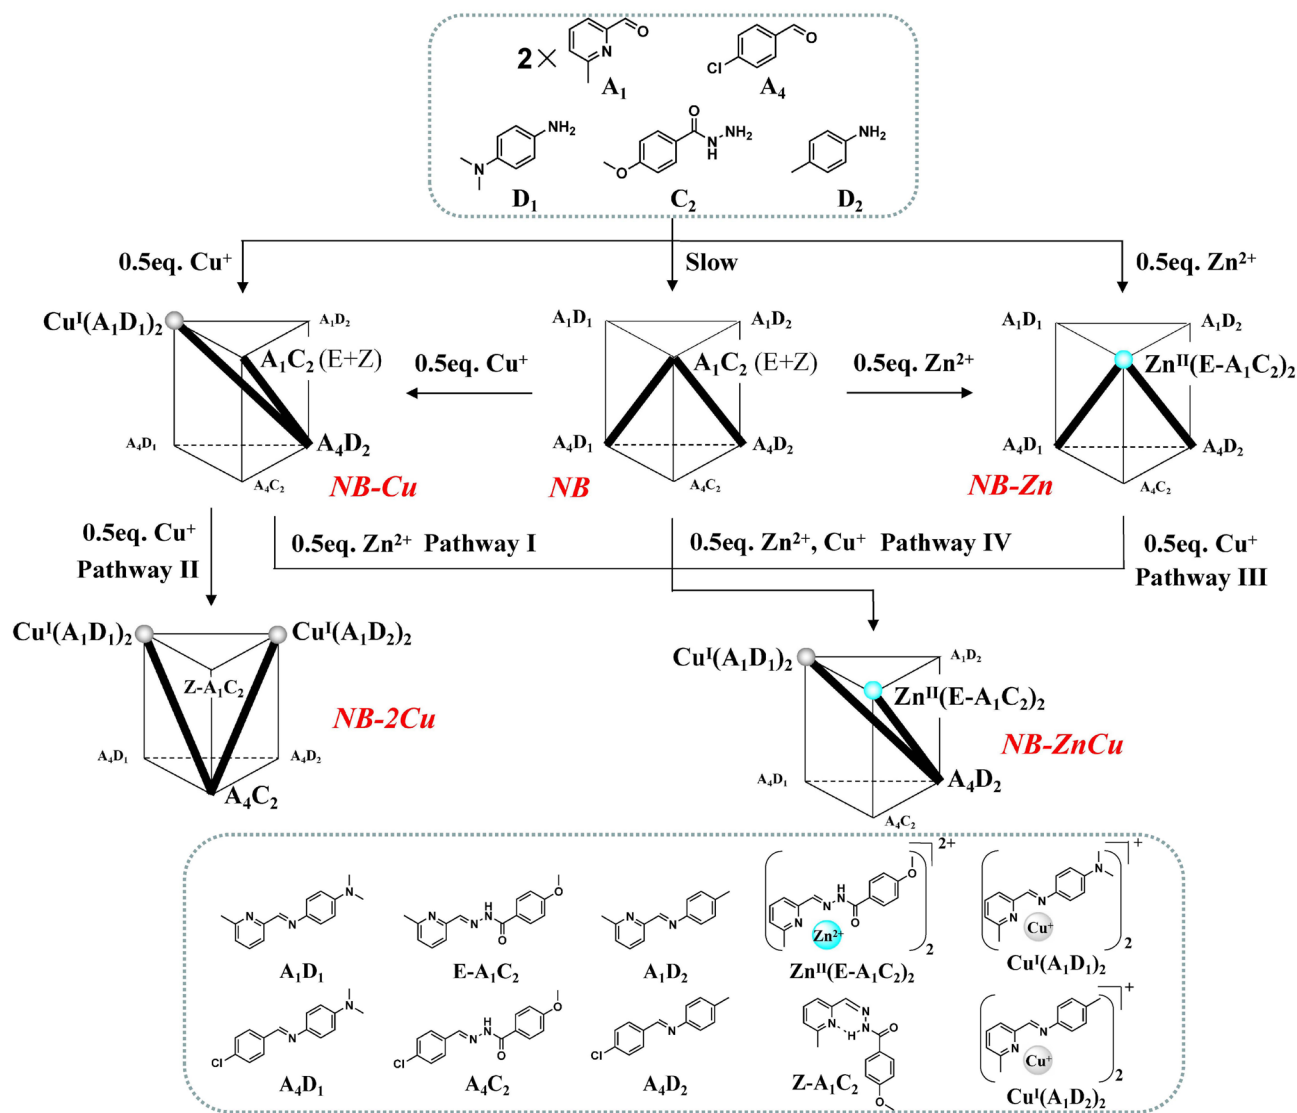 2× A₁ A₄
N O Cl O
NH₂ O NH₂ N H NH₂
N O
D₁ C₂ D₂
0.5eq. Cu⁺ Slow 0.5eq. Zn²⁺
Cuᴵ(A₁D₁)₂ A₁D₂ A₁D₁ A₁D₂ A₁D₁ A₁D₂
A₁C₂ (E+Z) 0.5eq. Cu⁺ A₁C₂ (E+Z) 0.5eq. Zn²⁺ Znᴵᴵ(E-A₁C₂)₂
A₄D₁ A₄D₂ A₄D₁ A₄D₂ A₄D₁ A₄D₂
A₄C₂ A₄C₂ A₄C₂
NB-Cu NB NB-Zn
0.5eq. Cu⁺ 0.5eq. Zn²⁺ Pathway I 0.5eq. Zn²⁺, Cu⁺ Pathway IV 0.5eq. Cu⁺
Pathway II Pathway III
Cuᴵ(A₁D₁)₂ Cuᴵ(A₁D₂)₂ Cuᴵ(A₁D₁)₂ A₁D₂
Z-A₁C₂ Znᴵᴵ(E-A₁C₂)₂
NB-2Cu NB-ZnCu
A₄D₁ A₄D₂ A₄D₁ A₄D₂
A₄C₂ A₄C₂
N N N N N H O O N N N N N H O O Zn²⁺ 2 2+ N N N Cu⁺ 2 +
A₁D₁ E-A₁C₂ A₁D₂ Znᴵᴵ(E-A₁C₂)₂ Cuᴵ(A₁D₁)₂
Cl N N Cl N N H O O Cl N N N NH H O O N N Cu⁺ 2 +
A₄D₁ A₄C₂ A₄D₂ Z-A₁C₂ Cuᴵ(A₁D₂)₂